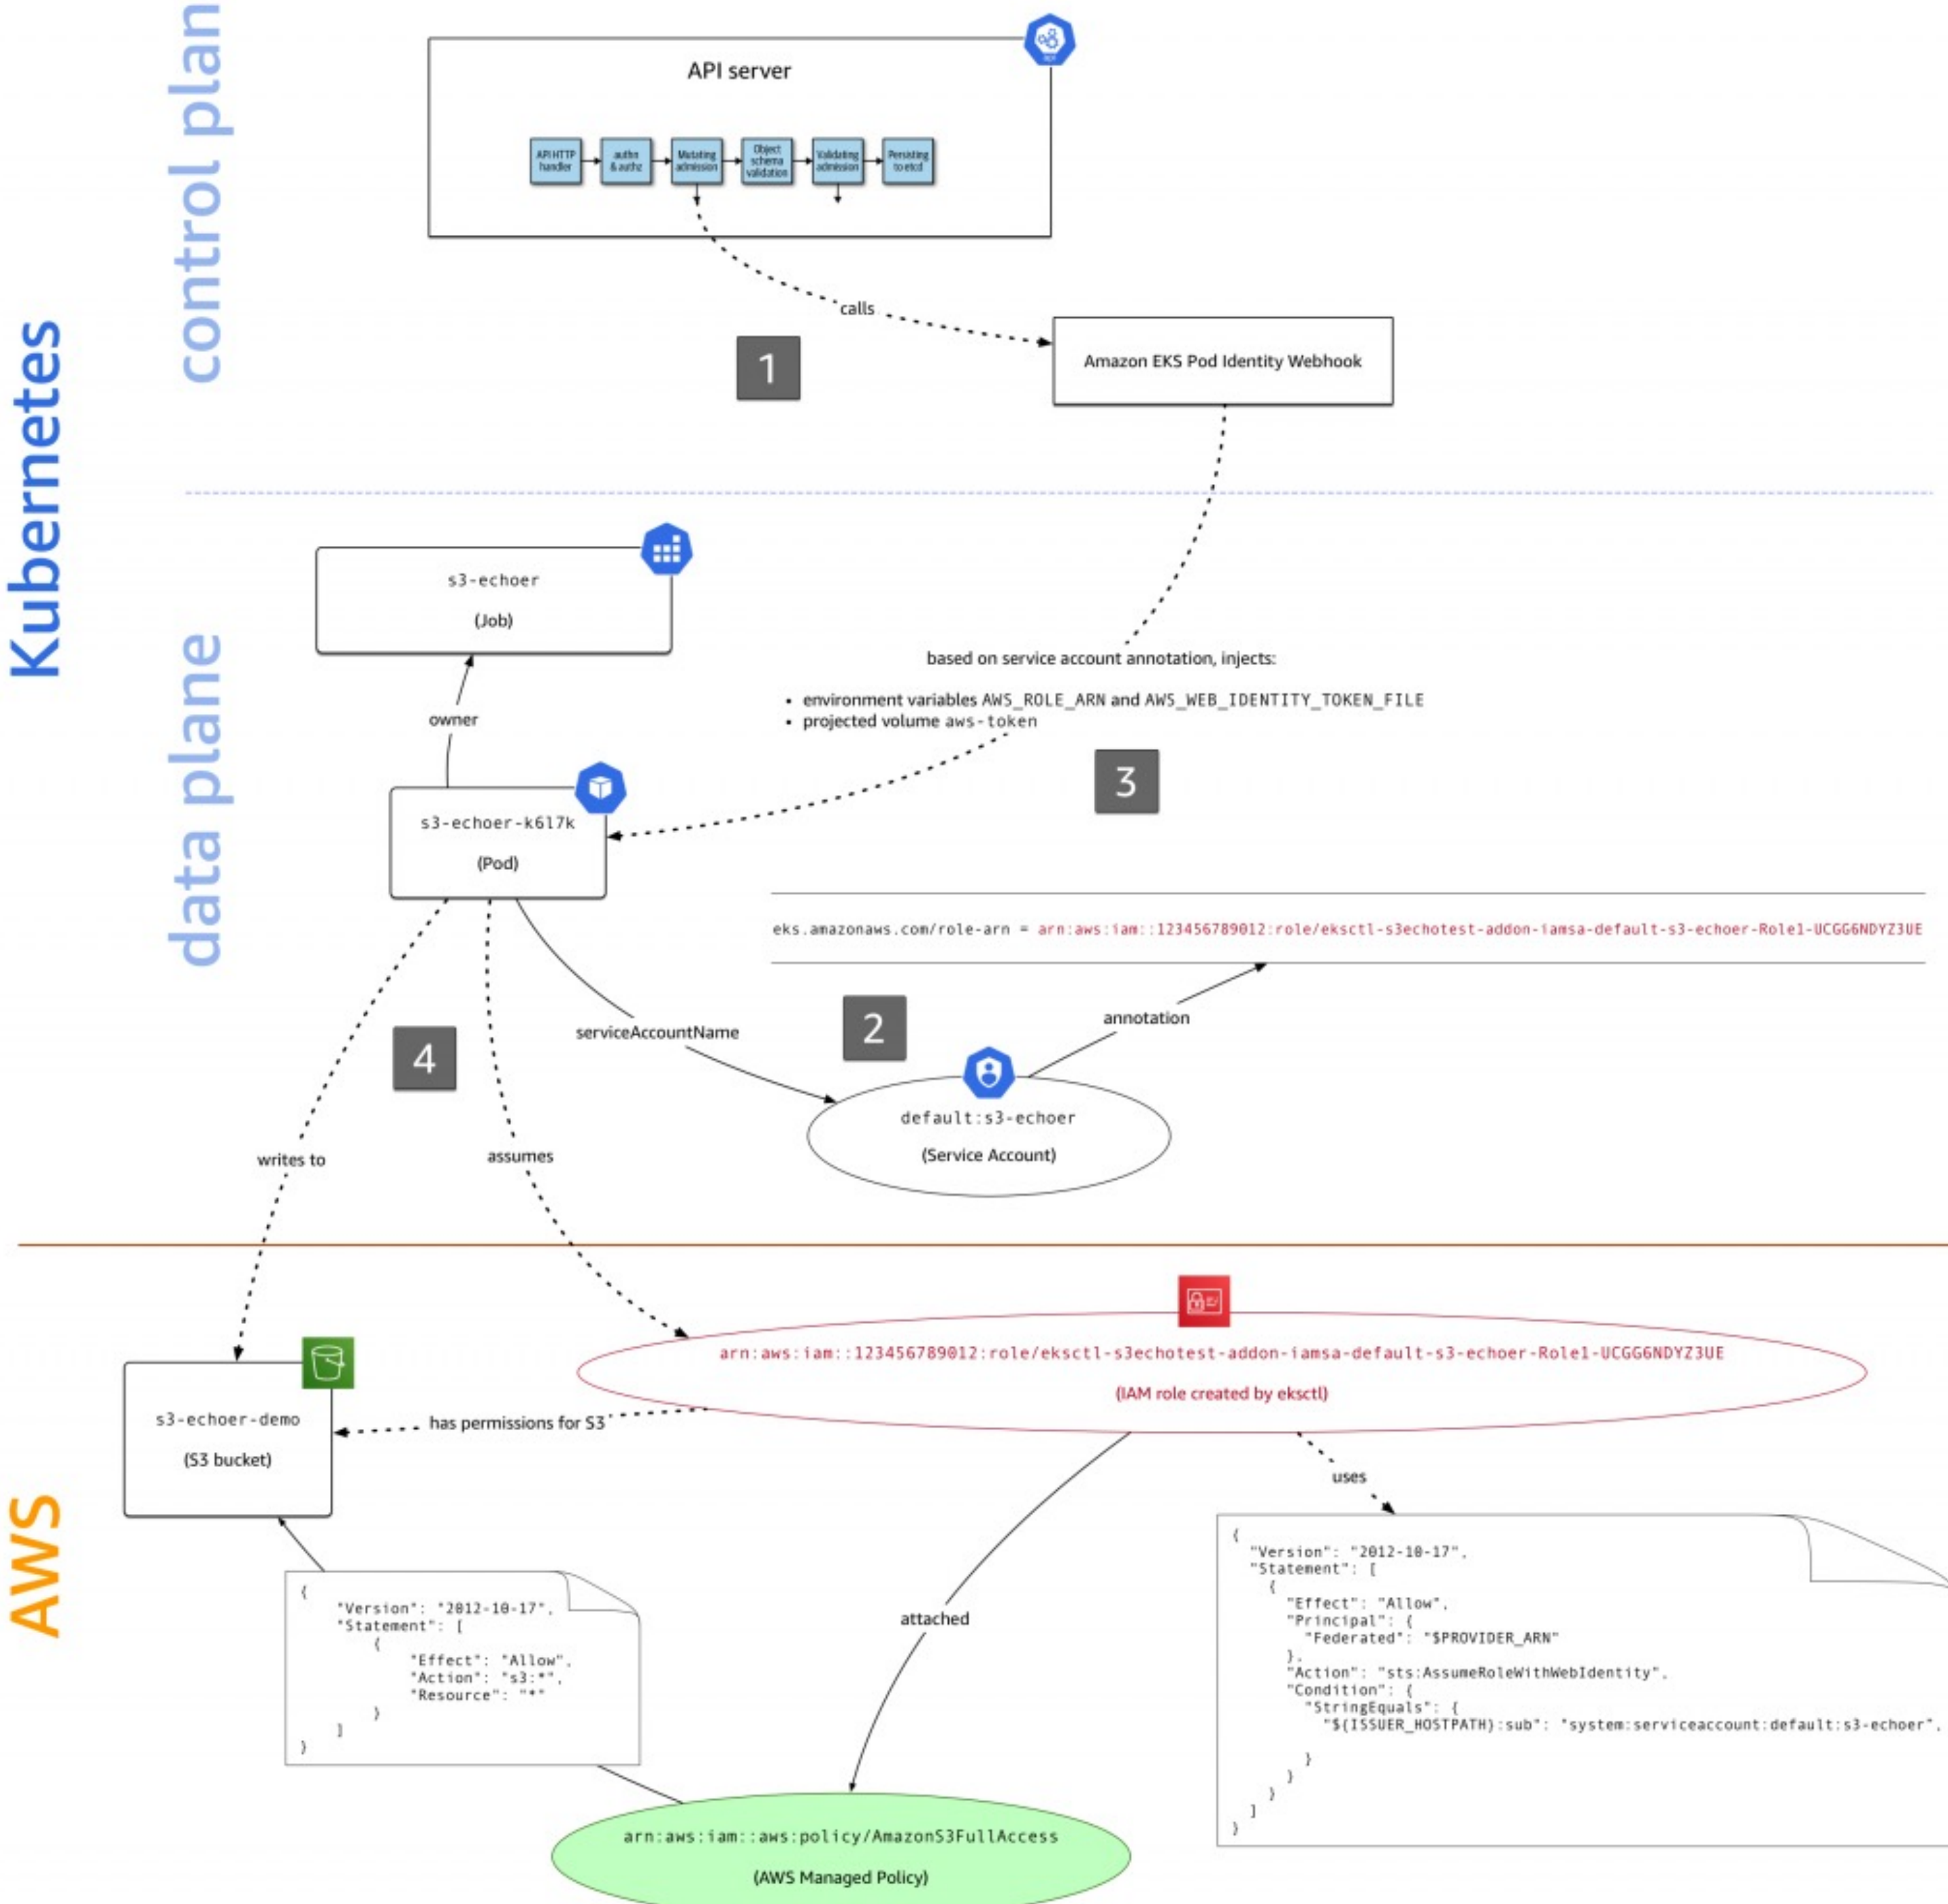 Kubernetes
control plan
API server
API HTTP
handler
authn
& authz
Mutating
admission
Object
schema
validation
Validating
admission
Persisting
to etcd
calls
1
Amazon EKS Pod Identity Webhook
data plane
s3-echoer
(Job)
owner
based on service account annotation, injects:
• environment variables AWS_ROLE_ARN and AWS_WEB_IDENTITY_TOKEN_FILE
• projected volume aws-token
3
s3-echoer-k6l7k
(Pod)
eks.amazonaws.com/role-arn = arn:aws:iam::123456789012:role/eksctl-s3echotest-addon-iamsa-default-s3-echoer-Role1-UCGG6NDYZ3UE
serviceAccountName
2
annotation
4
default:s3-echoer
(Service Account)
writes to
assumes
AWS
arn:aws:iam::123456789012:role/eksctl-s3echotest-addon-iamsa-default-s3-echoer-Role1-UCGG6NDYZ3UE
(IAM role created by eksctl)
s3-echoer-demo
(S3 bucket)
has permissions for S3
uses
attached
{
"Version": "2012-10-17",
"Statement": [
{
"Effect": "Allow",
"Action": "s3:*",
"Resource": "*"
}
]
}
{
"Version": "2012-10-17",
"Statement": [
{
"Effect": "Allow",
"Principal": {
"Federated": "$PROVIDER_ARN"
},
"Action": "sts:AssumeRoleWithWebIdentity",
"Condition": {
"StringEquals": {
"${ISSUER_HOSTPATH}:sub": "system:serviceaccount:default:s3-echoer",
}
}
}
]
}
arn:aws:iam::aws:policy/AmazonS3FullAccess
(AWS Managed Policy)